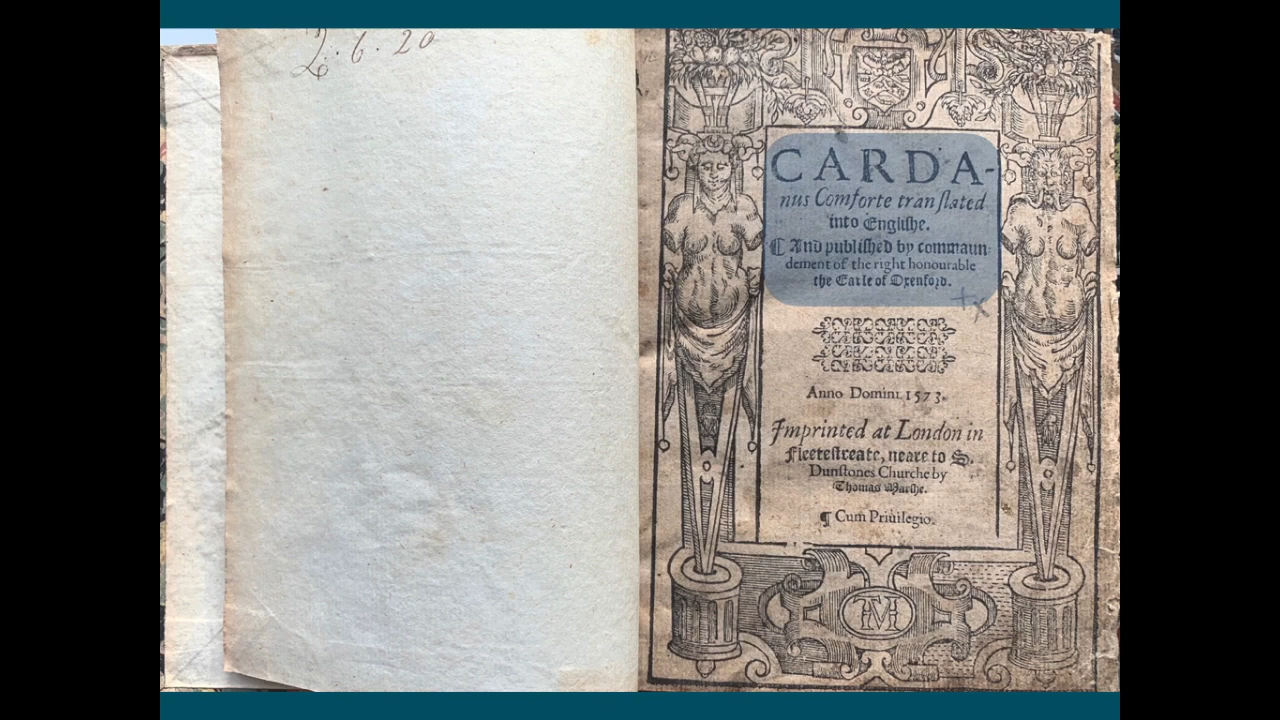 2. 6. 20
CARDA-
nus Comforte translated
into Englishe.
¶ And published by commaun-
dement of the right honourable
the Earle of Oxenford.
Anno Domini. 1573.
Imprinted at London in
Fleetestreate, neare to S.
Dunstones Churche by
Thomas Marshe.
¶ Cum Priuilegio.
TM